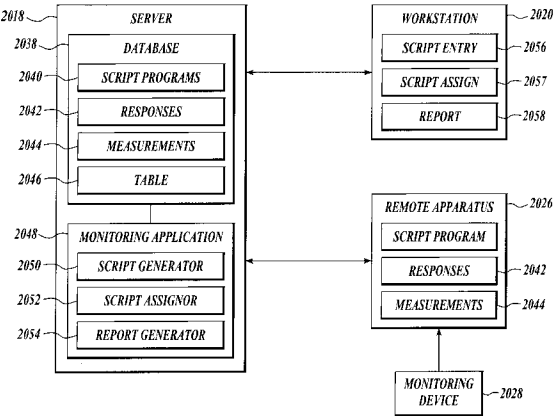 2018
SERVER
2038
DATABASE
2040
SCRIPT PROGRAMS
2042
RESPONSES
2044
MEASUREMENTS
2046
TABLE
2048
MONITORING APPLICATION
2050
SCRIPT GENERATOR
2052
SCRIPT ASSIGNOR
2054
REPORT GENERATOR
WORKSTATION
2020
SCRIPT ENTRY
2056
SCRIPT ASSIGN
2057
REPORT
2058
REMOTE APPARATUS
2026
SCRIPT PROGRAM
RESPONSES
2042
MEASUREMENTS
2044
MONITORING
DEVICE
2028